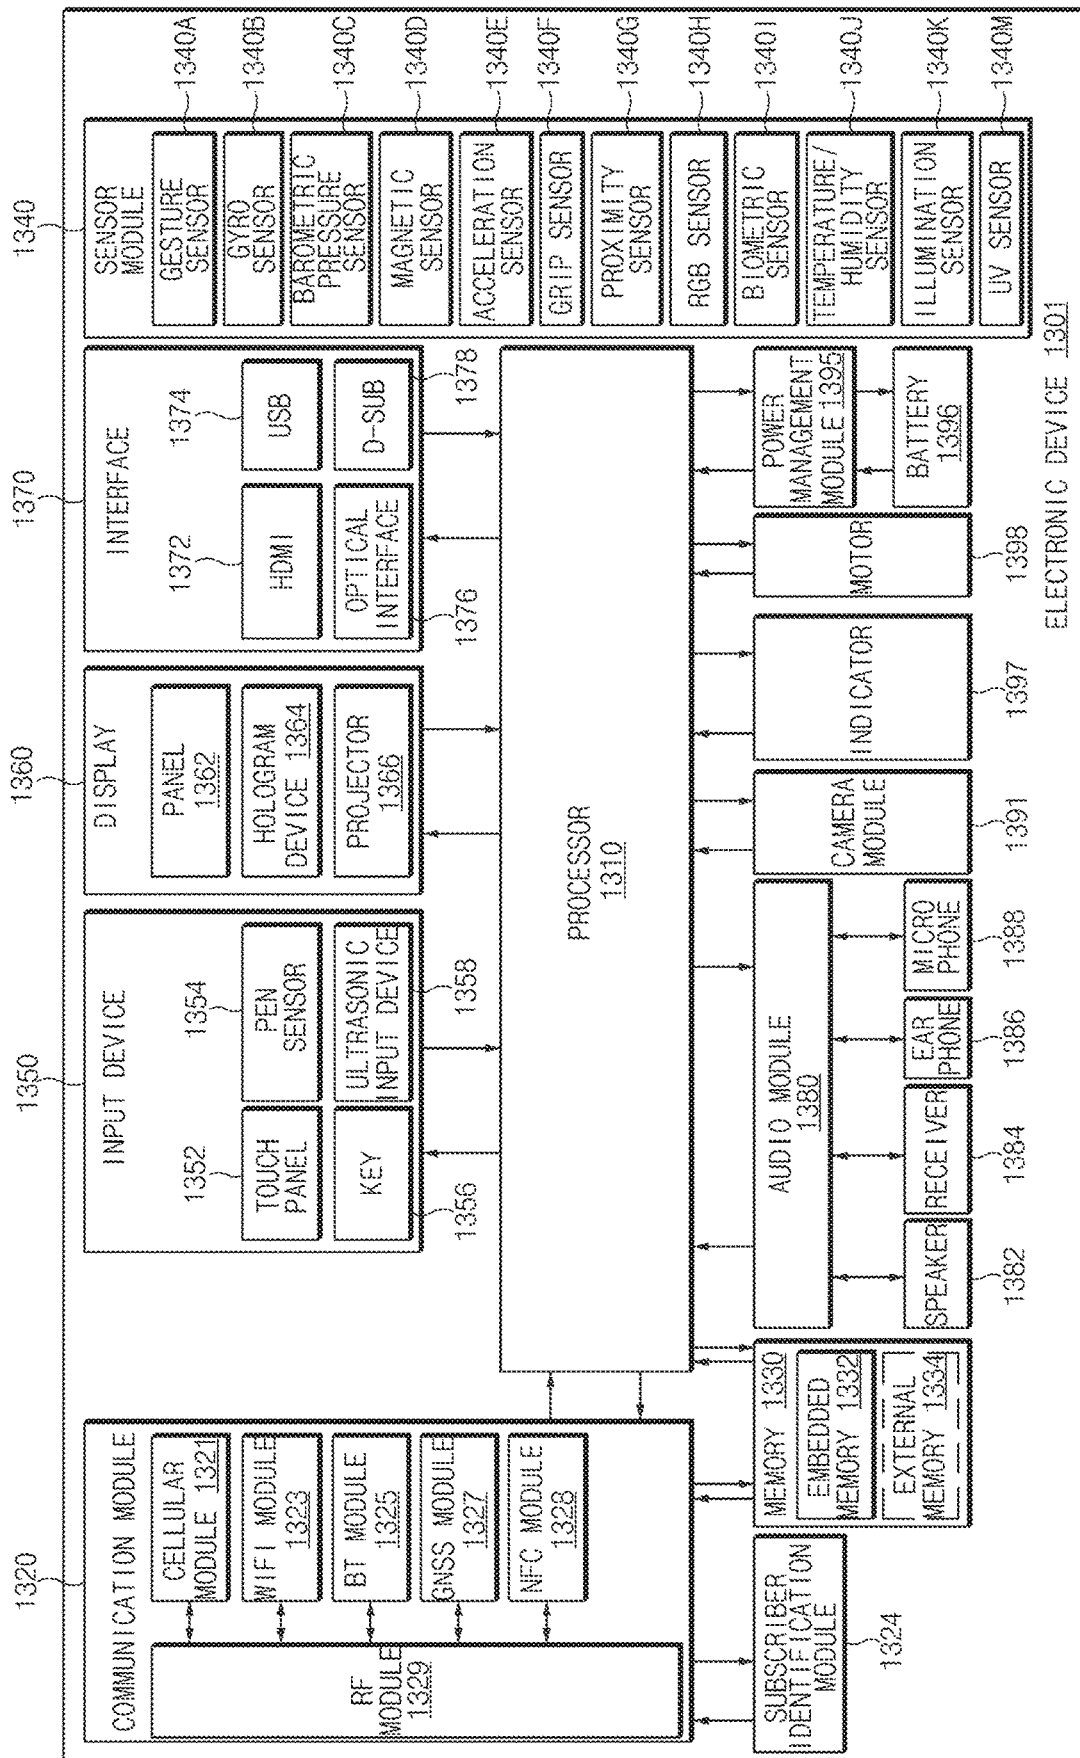 1320
COMMUNICATION MODULE
CELLULAR
MODULE 1321
WIFI MODULE
1323
BT MODULE
1325
GNSS MODULE
1327
NFC MODULE
1328
RF
MODULE
1329
SUBSCRIBER
IDENTIFICATION
MODULE
1324
1350
INPUT DEVICE
1352
TOUCH
PANEL
1354
PEN
SENSOR
KEY
1356
ULTRASONIC
INPUT DEVICE
1358
1360
DISPLAY
PANEL
1362
HOLOGRAM
DEVICE 1364
PROJECTOR
1366
1370
INTERFACE
1372
HDMI
1374
USB
OPTICAL
INTERFACE
1376
D-SUB
1378
1340
SENSOR
MODULE
GESTURE
SENSOR
1340A
GYRO
SENSOR
1340B
BAROMETRIC
PRESSURE
SENSOR
1340C
MAGNETIC
SENSOR
1340D
ACCELERATION
SENSOR
1340E
GRIP SENSOR
1340F
PROXIMITY
SENSOR
1340G
RGB SENSOR
1340H
BIOMETRIC
SENSOR
1340I
TEMPERATURE/
HUMIDITY
SENSOR
1340J
ILLUMINATION
SENSOR
1340K
UV SENSOR
1340M
PROCESSOR
1310
MEMORY 1330
EMBEDDED
MEMORY 1332
EXTERNAL
MEMORY 1334
AUDIO MODULE
1380
SPEAKER
1382
RECEIVER
1384
EAR
PHONE
1386
MICRO
PHONE
1388
CAMERA
MODULE
1391
INDICATOR
1397
MOTOR
1398
POWER
MANAGEMENT
MODULE 1395
BATTERY
1396
ELECTRONIC DEVICE 1301